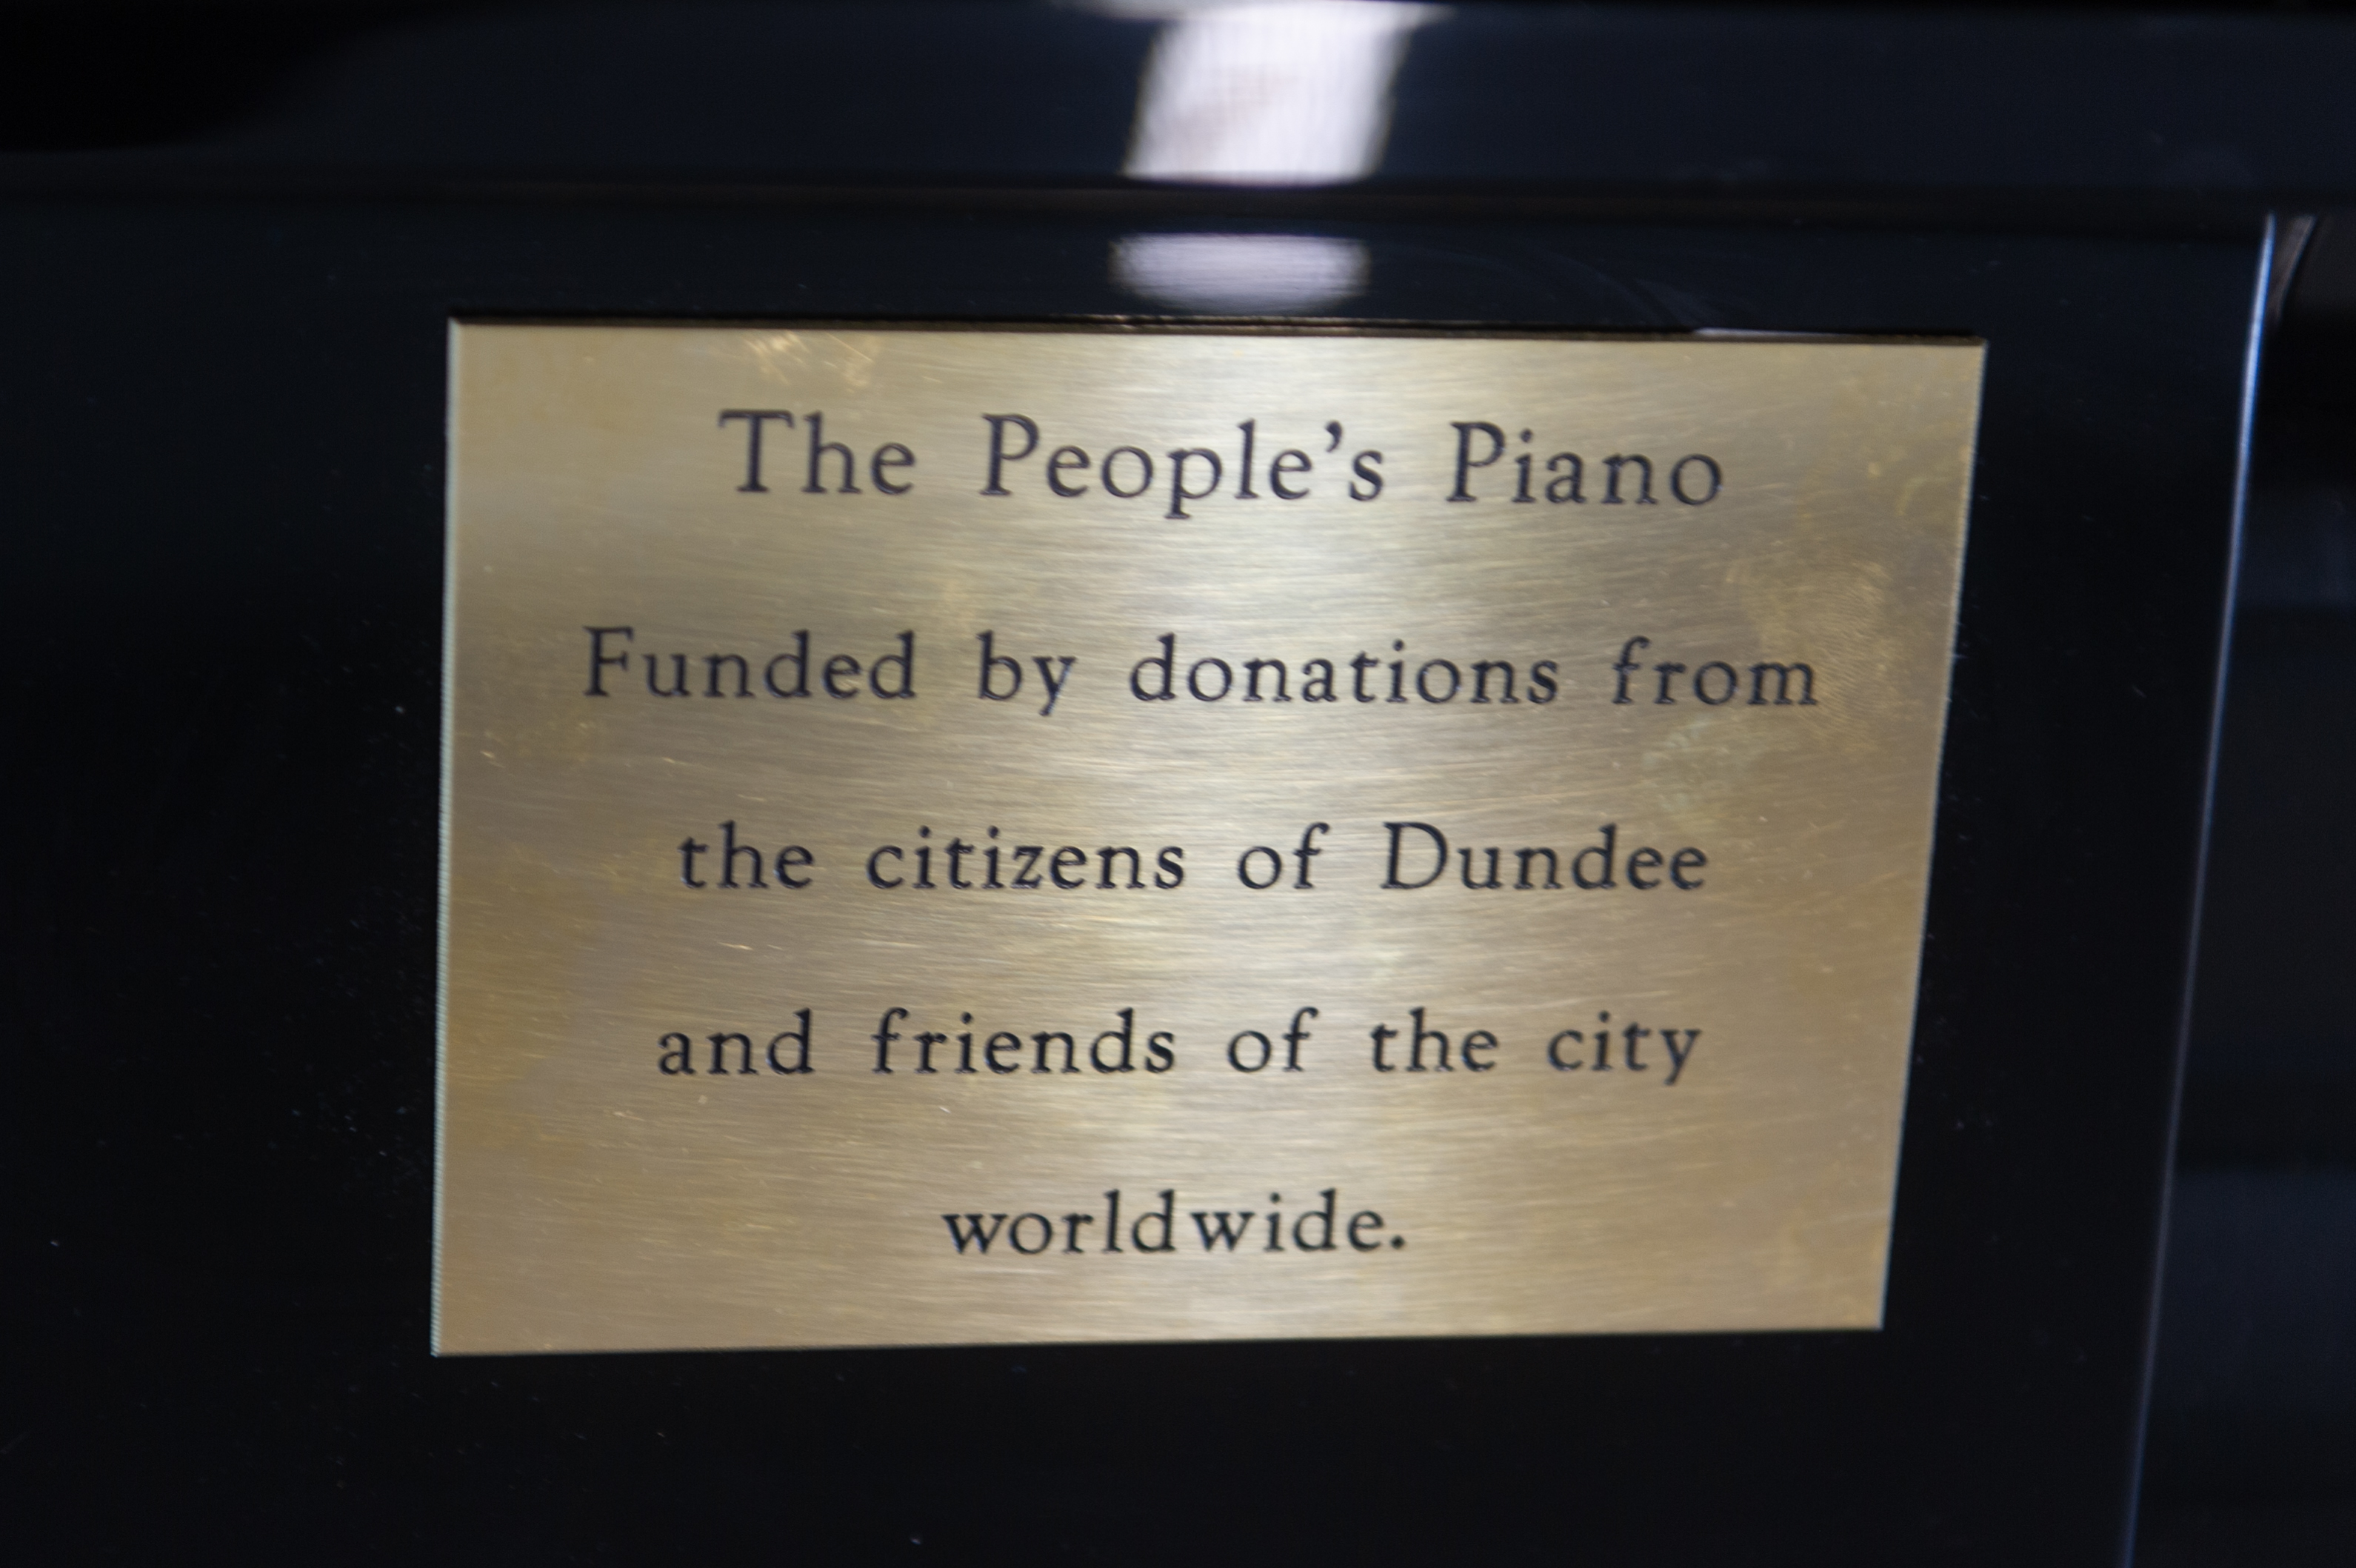 The People's Piano
Funded by donations from
the citizens of Dundee
and friends of the city
worldwide.